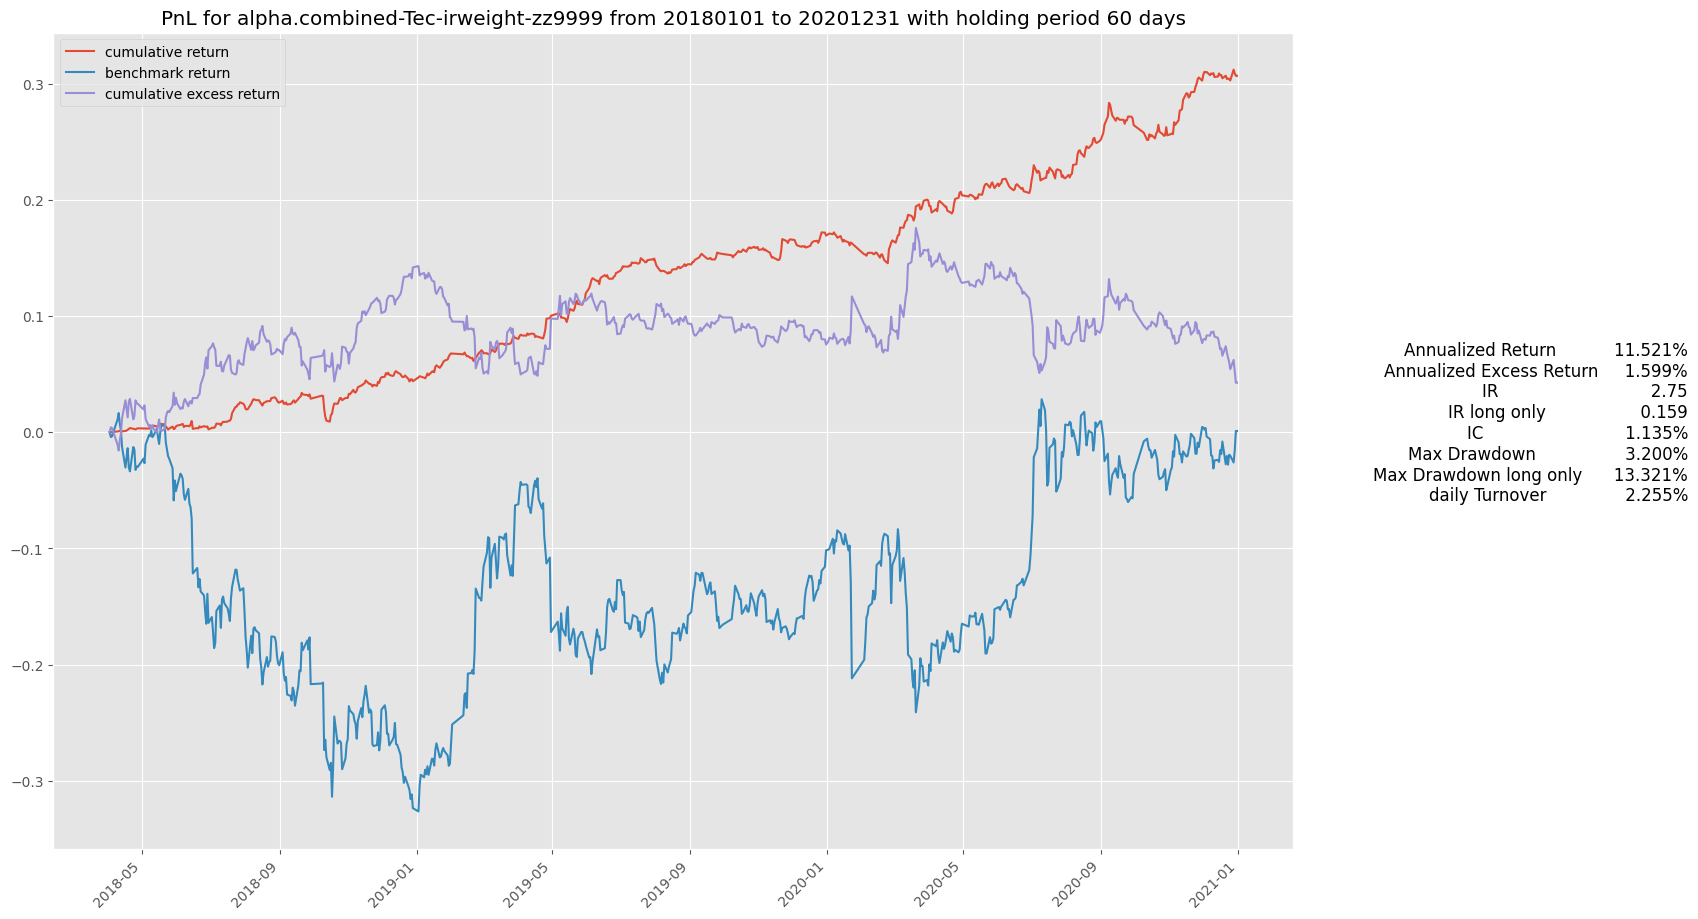 PnL for alpha.combined-Tec-irweight-zz9999 from 20180101 to 20201231 with holding period 60 days
cumulative return
benchmark return
cumulative excess return
0.3
0.2
0.1
0.0
−0.1
−0.2
−0.3
2018-05
2018-09
2019-01
2019-05
2019-09
2020-01
2020-05
2020-09
2021-01
Annualized Return 11.521%
Annualized Excess Return 1.599%
IR 2.75
IR long only 0.159
IC 1.135%
Max Drawdown 3.200%
Max Drawdown long only 13.321%
daily Turnover 2.255%